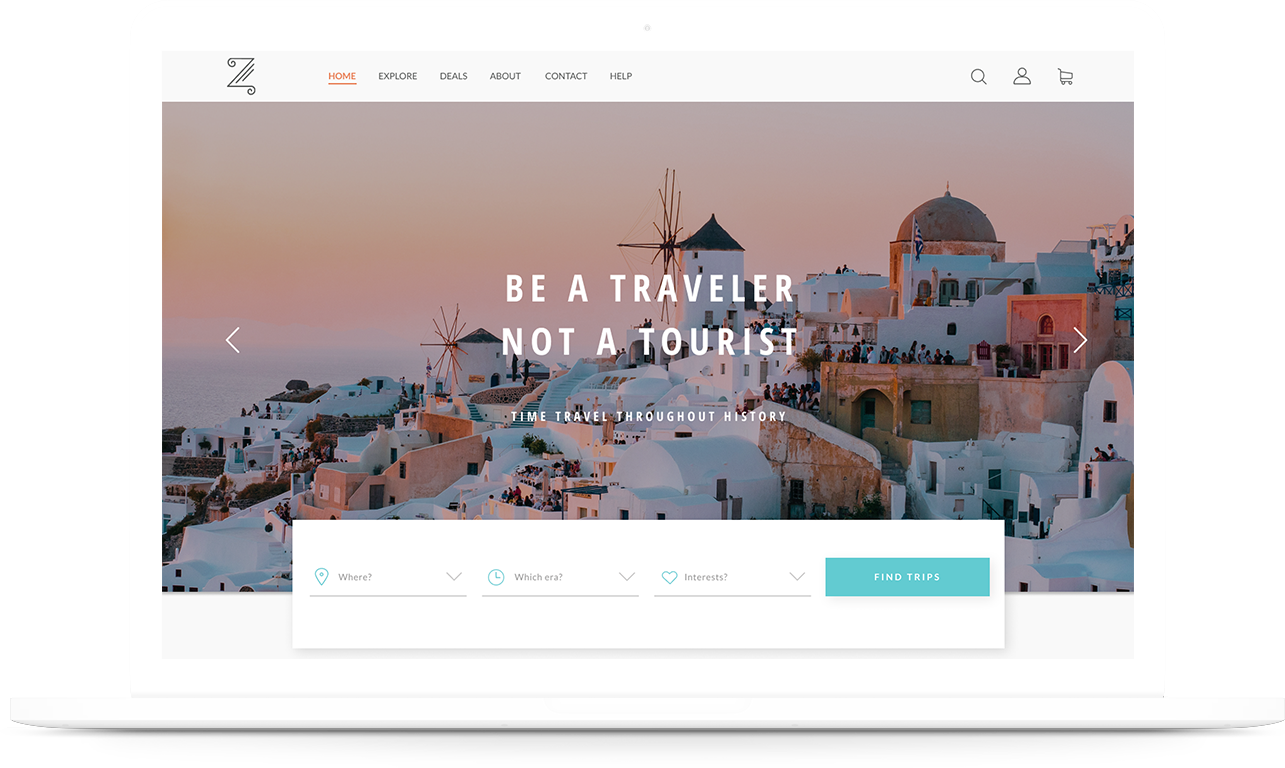 Z
HOME EXPLORE DEALS ABOUT CONTACT HELP
BE A TRAVELER
NOT A TOURIST
TIME TRAVEL THROUGHOUT HISTORY
Where? Which era? Interests? FIND TRIPS